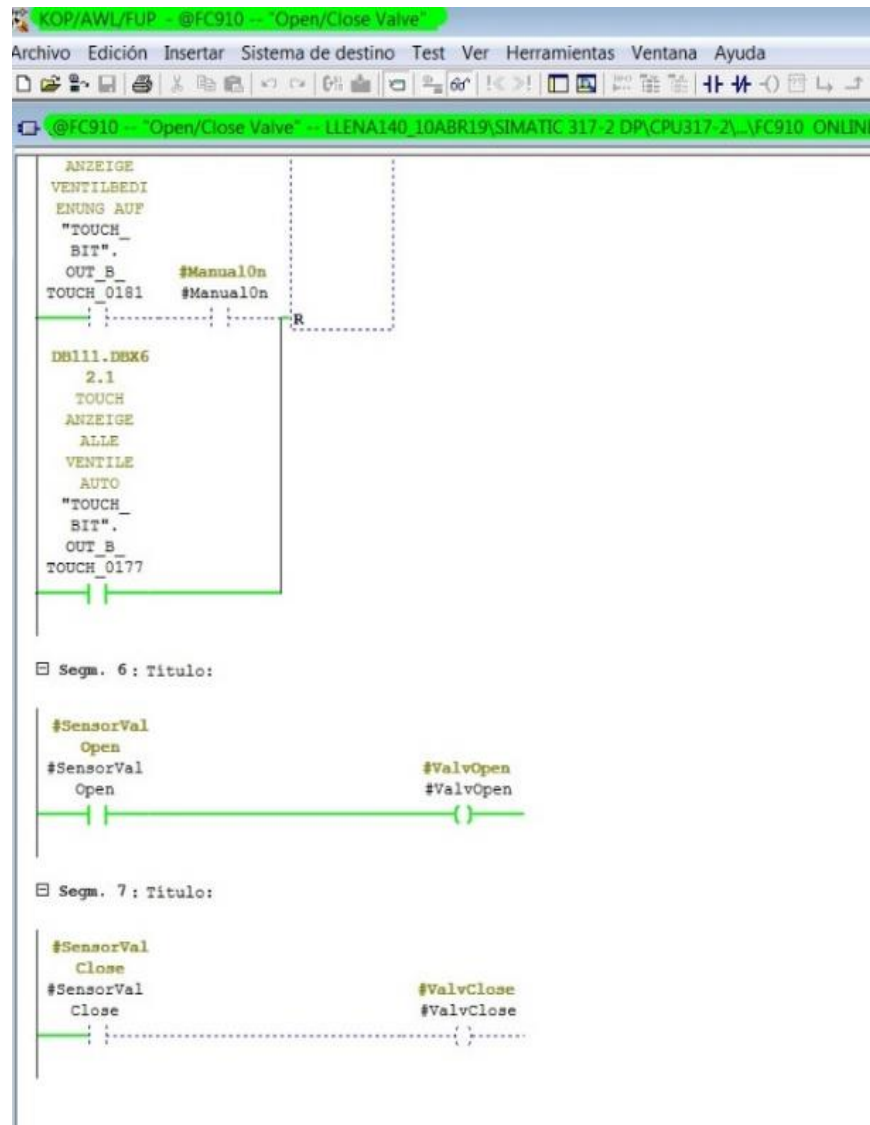 KOP/AWL/FUP - @FC910 -- "Open/Close Valve"
Archivo Edición Insertar Sistema de destino Test Ver Herramientas Ventana Ayuda
@FC910 -- "Open/Close Valve" -- LLENA140_10ABR19\SIMATIC 317-2 DP\CPU317-2\...\FC910 ONLINE
ANZEIGE
VENTILBEDI
ENUNG AUF
"TOUCH_
BIT".
OUT_B_
TOUCH_0181
#ManualOn
#ManualOn
R
DB111.DBX6
2.1
TOUCH
ANZEIGE
ALLE
VENTILE
AUTO
"TOUCH_
BIT".
OUT_B_
TOUCH_0177
Segm. 6: Título:
#SensorVal
Open
#SensorVal
Open
#ValvOpen
#ValvOpen
Segm. 7: Título:
#SensorVal
Close
#SensorVal
Close
#ValvClose
#ValvClose